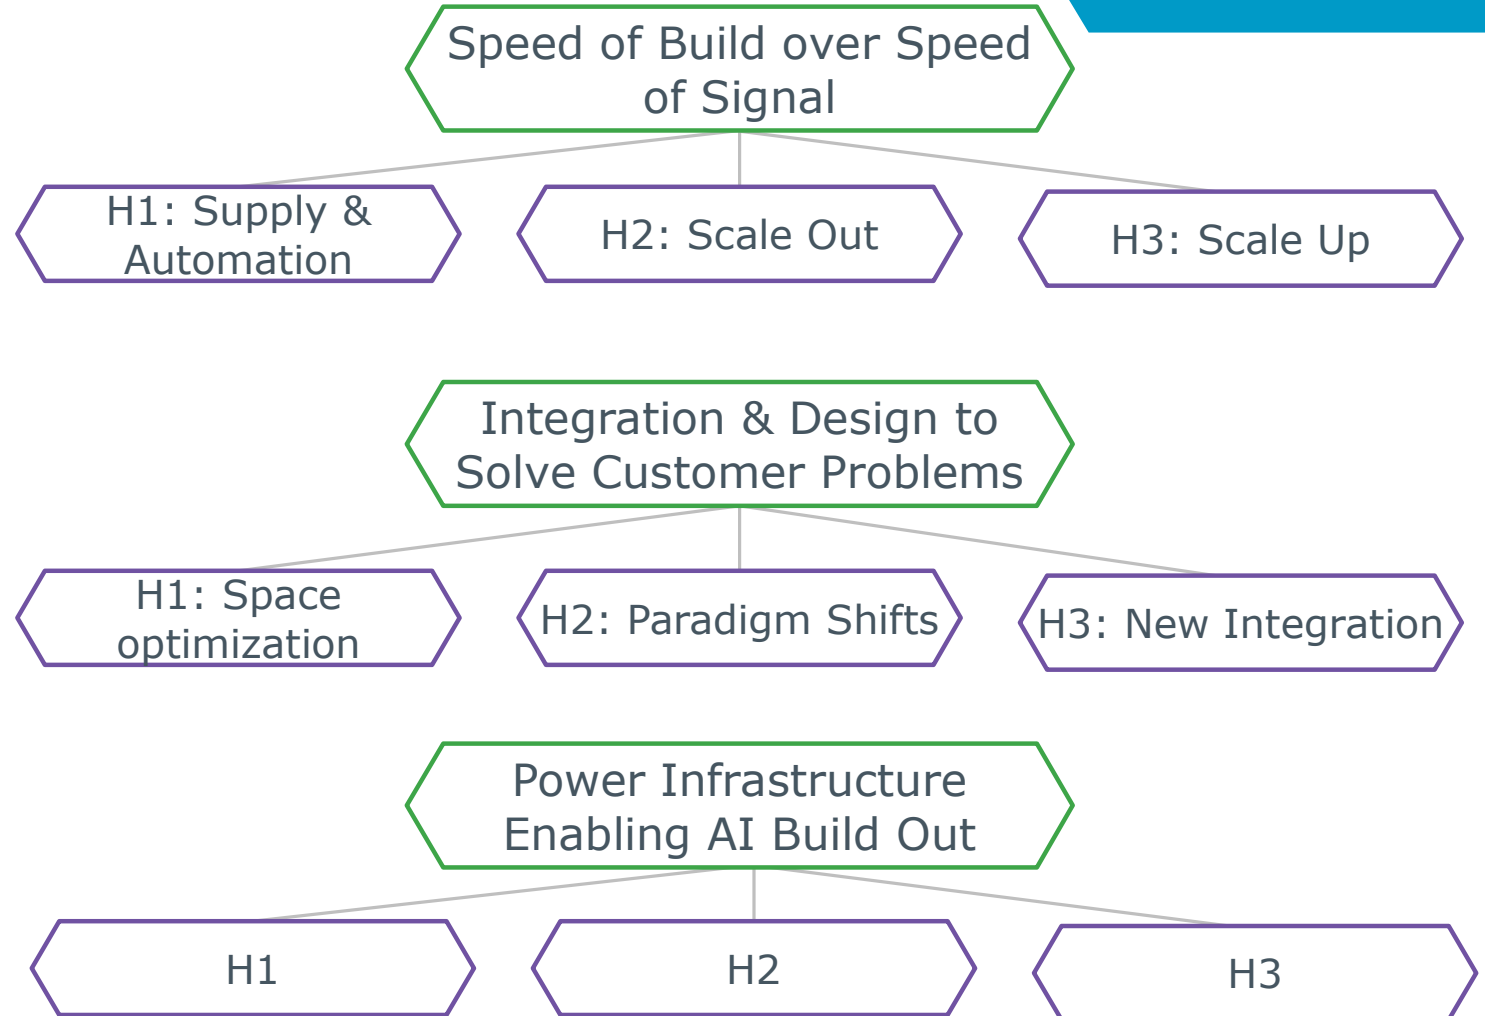 Speed of Build over Speed
of Signal
H1: Supply &
Automation
H2: Scale Out
H3: Scale Up
Integration & Design to
Solve Customer Problems
H1: Space
optimization
H2: Paradigm Shifts
H3: New Integration
Power Infrastructure
Enabling AI Build Out
H1
H2
H3